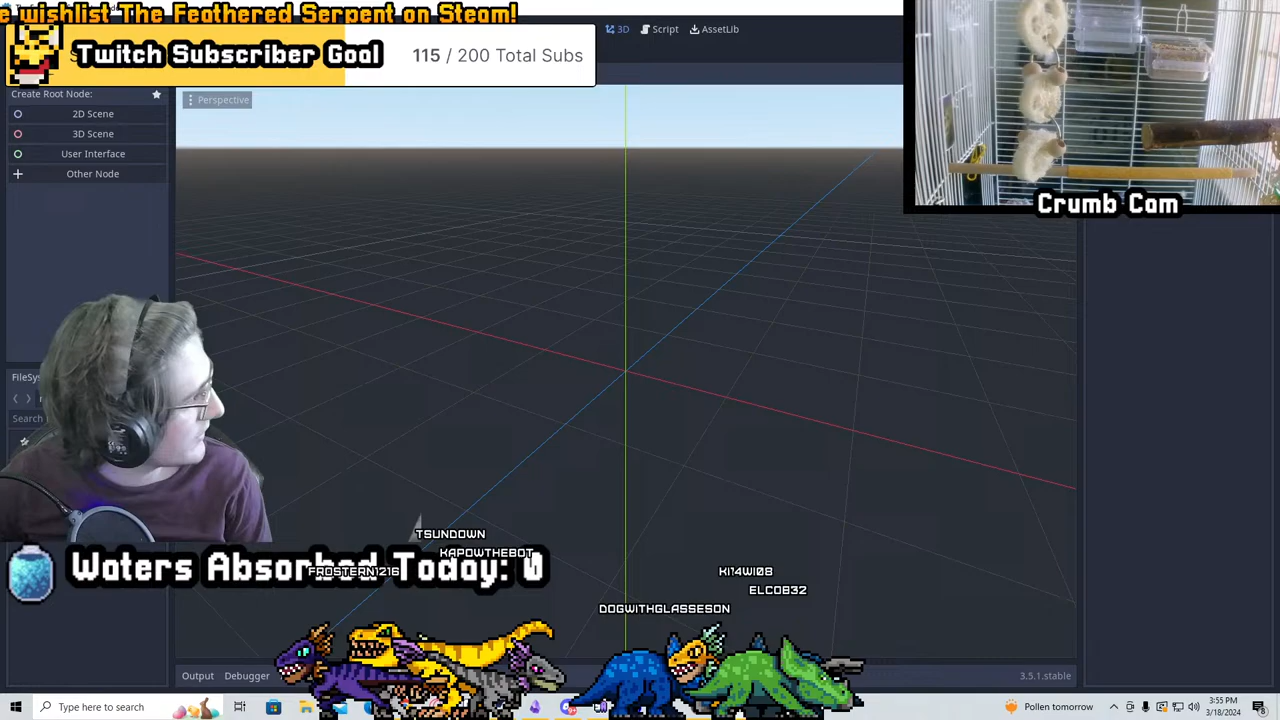 e wishlist The Feathered Serpent on Steam!
3D Script AssetLib
Twitch Subscriber Goal 115 / 200 Total Subs
Create Root Node:
Perspective
2D Scene
3D Scene
User Interface
Other Node
Crumb Cam
FileSy
Search
TSUNDOWN
KAPOWTHEBOT
FROSTERN1216
Waters Absorbed Today: 0
KI14WI08
ELCOB32
DOGWITHGLASSESON
Output Debugger
3.5.1.stable
Type here to search
Pollen tomorrow
3:55 PM
3/18/2024